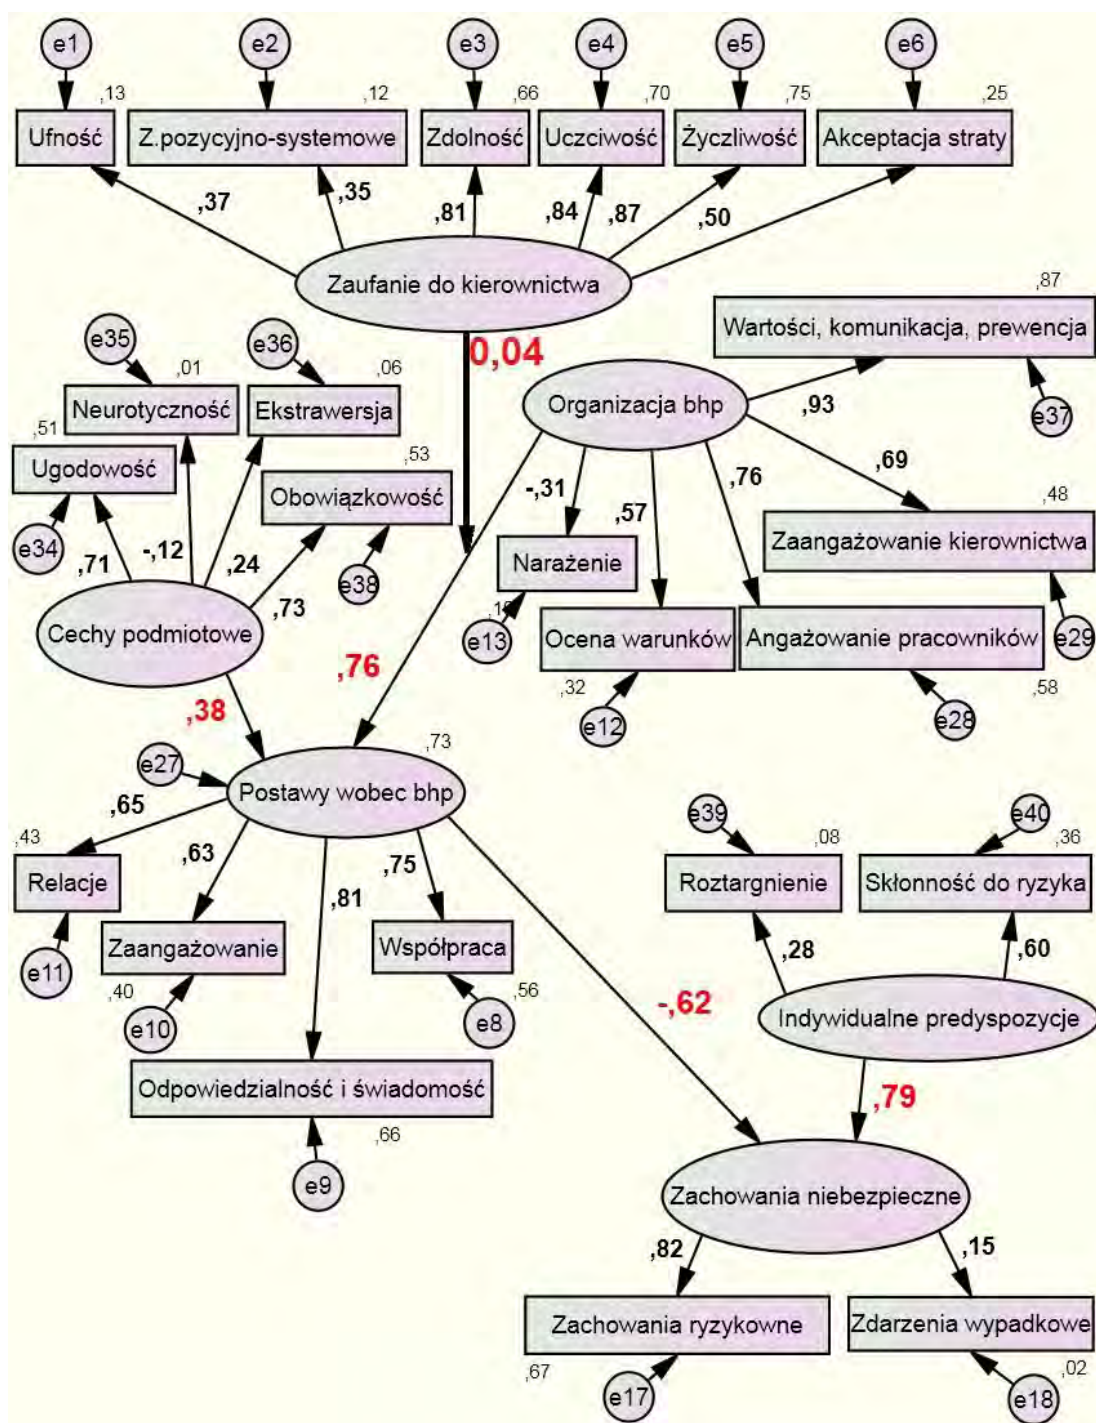 e1
e2
e3
e4
e5
e6
,13
,12
,66
,70
,75
,25
Ufność
Z.pozycyjno-systemowe
Zdolność
Uczciwość
Życzliwość
Akceptacja straty
,37
,35
,81
,84
,87
,50
Zaufanie do kierownictwa
0,04
,87
Wartości, komunikacja, prewencja
e37
e35
e36
,01
,06
Neurotyczność
Ekstrawersja
,51
Ugodowość
,53
Obowiązkowość
e34
e38
,71
-,12
,24
,73
Cechy podmiotowe
Organizacja bhp
,93
,69
,76
-,31
,57
,48
Zaangażowanie kierownictwa
Narażenie
e13
Ocena warunków
Angażowanie pracowników
e29
,32
e12
e28
,58
,76
,38
e27
,73
Postawy wobec bhp
,65
,63
,81
,75
,43
Relacje
e11
Zaangażowanie
,40
e10
Współpraca
e8
,56
Odpowiedzialność i świadomość
,66
e9
-,62
e39
e40
,08
,36
Roztargnienie
Skłonność do ryzyka
,28
,60
Indywidualne predyspozycje
,79
Zachowania niebezpieczne
,82
,15
Zachowania ryzykowne
Zdarzenia wypadkowe
,67
e17
e18
,02